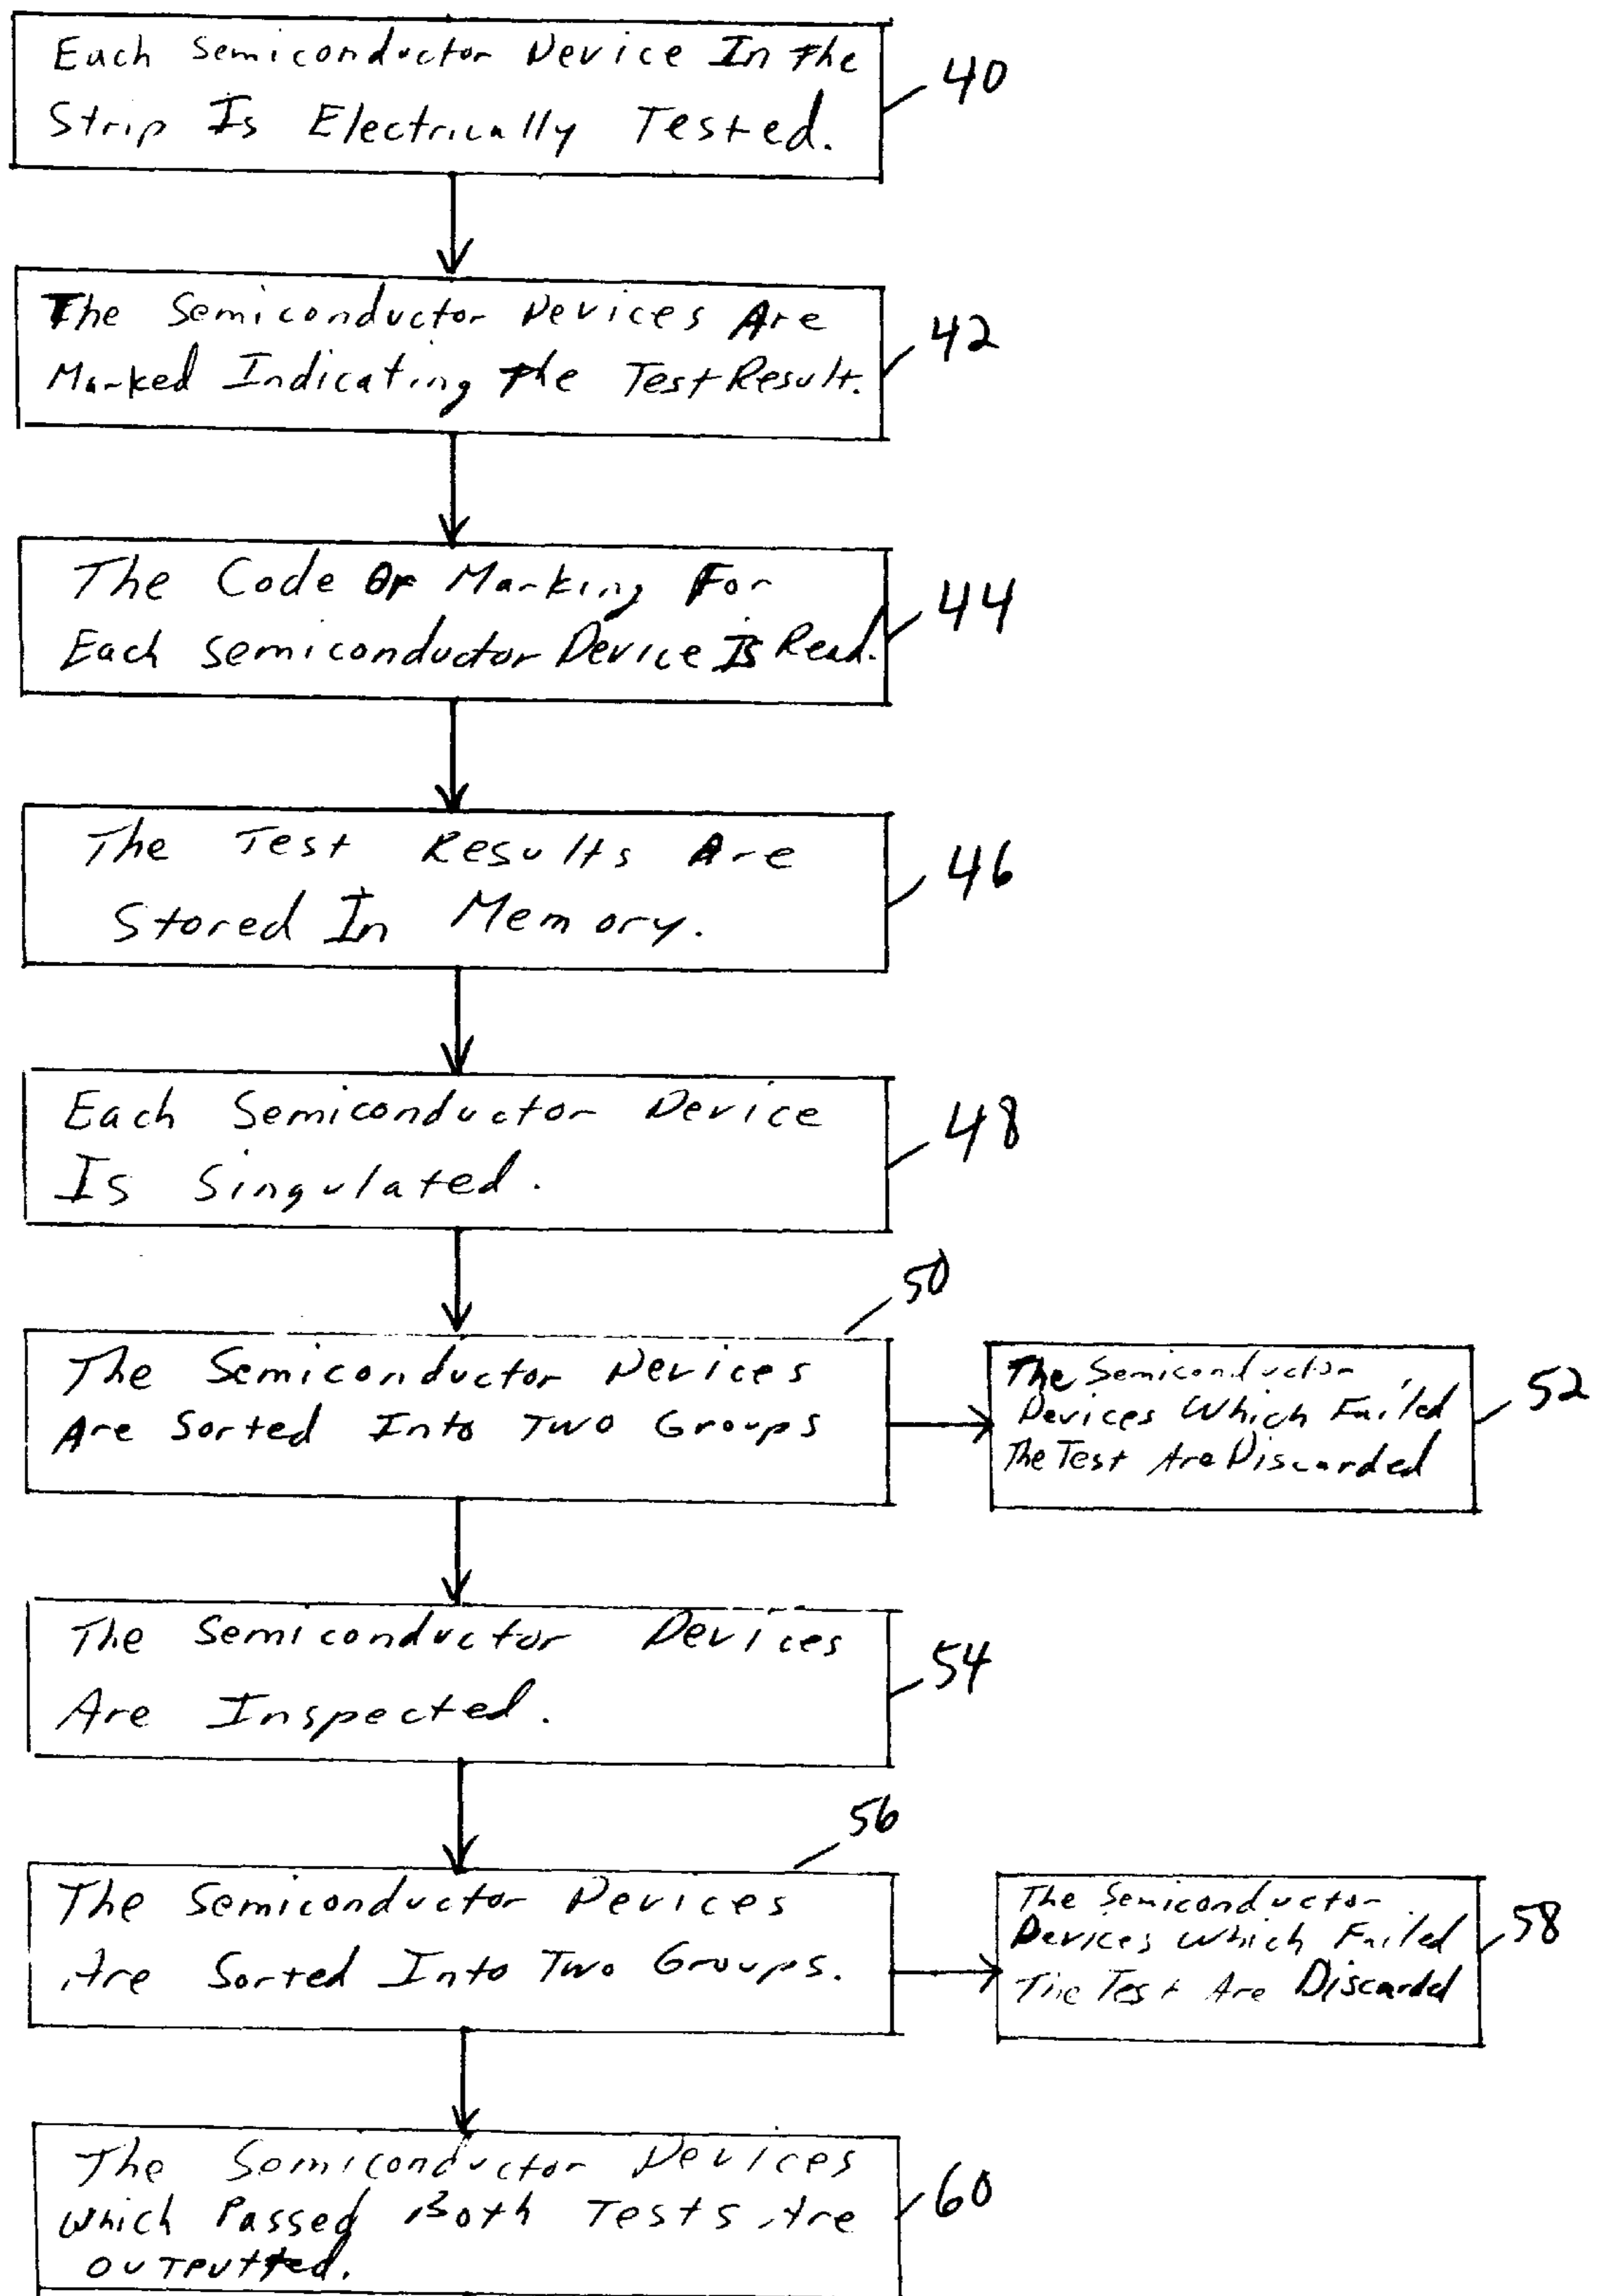 Each Semiconductor Device In The
Strip Is Electrically Tested.
40
The Semiconductor Devices Are
Marked Indicating The Test Result.
42
The Code Or Marking For
Each Semiconductor Device Is Read.
44
The Test Results Are
Stored In Memory.
46
Each Semiconductor Device
Is Singulated.
48
50
The Semiconductor Devices
Are Sorted Into Two Groups
The Semiconductor
Devices Which Failed
The Test Are Discarded
52
The Semiconductor Devices
Are Inspected.
54
56
The Semiconductor Devices
Are Sorted Into Two Groups.
The Semiconductor
Devices Which Failed
The Test Are Discarded
58
The Semiconductor Devices
Which Passed Both Tests Are
Outputted.
60